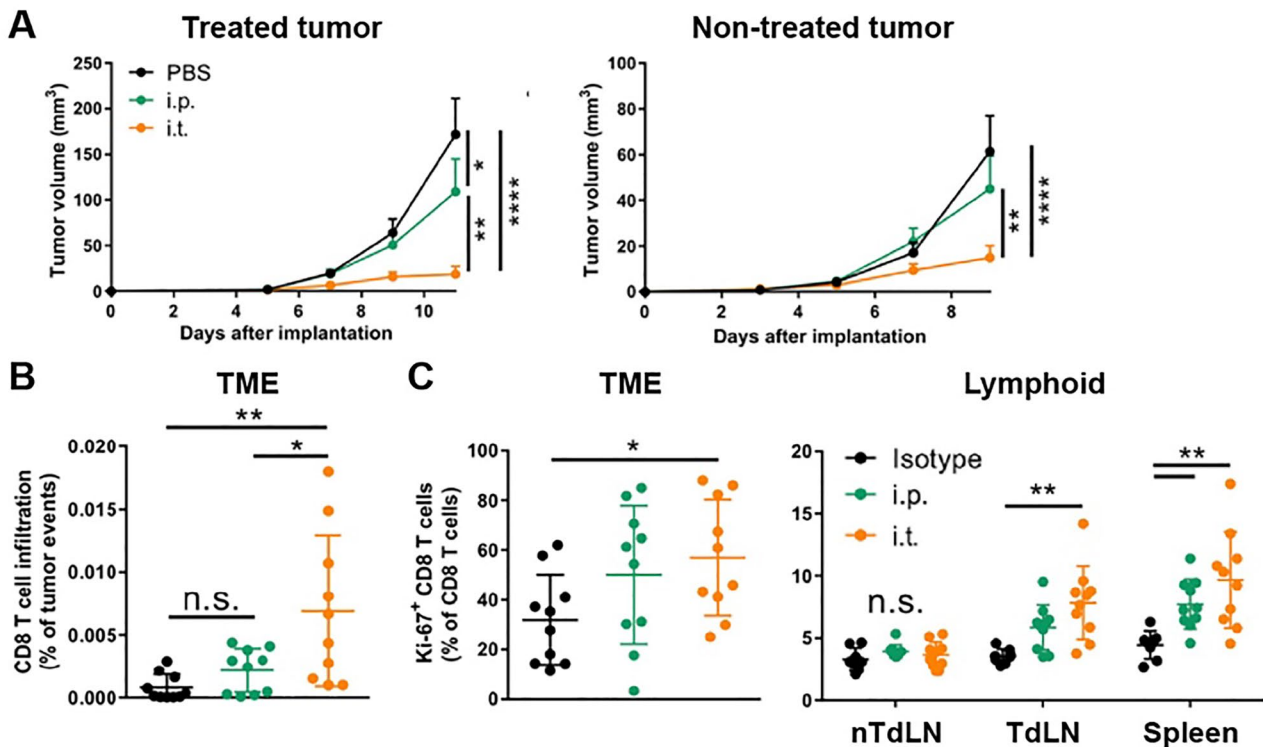 A
Treated tumor
Non-treated tumor
Tumor volume (mm³)
250
200
150
100
50
0
PBS
i.p.
i.t.
*
**
****
0 2 4 6 8 10
Days after implantation
Tumor volume (mm³)
100
80
60
40
20
0
**
****
0 2 4 6 8
Days after implantation
B
TME
CD8 T cell infiltration
(% of tumor events)
0.020
0.015
0.010
0.005
0.000
**
*
n.s.
C
TME
Ki-67⁺ CD8 T cells
(% of CD8 T cells)
100
80
60
40
20
0
*
Lymphoid
20
15
10
5
0
Isotype
i.p.
i.t.
n.s.
**
**
nTdLN TdLN Spleen